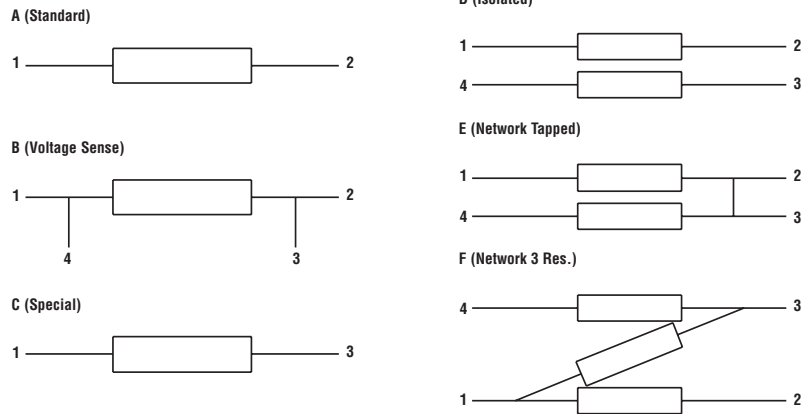 A (Standard)
1 2
B (Voltage Sense)
1 2
4 3
C (Special)
1 3
(Isolated)
1 2
4 3
E (Network Tapped)
1 2
4 3
F (Network 3 Res.)
4 3
1 2